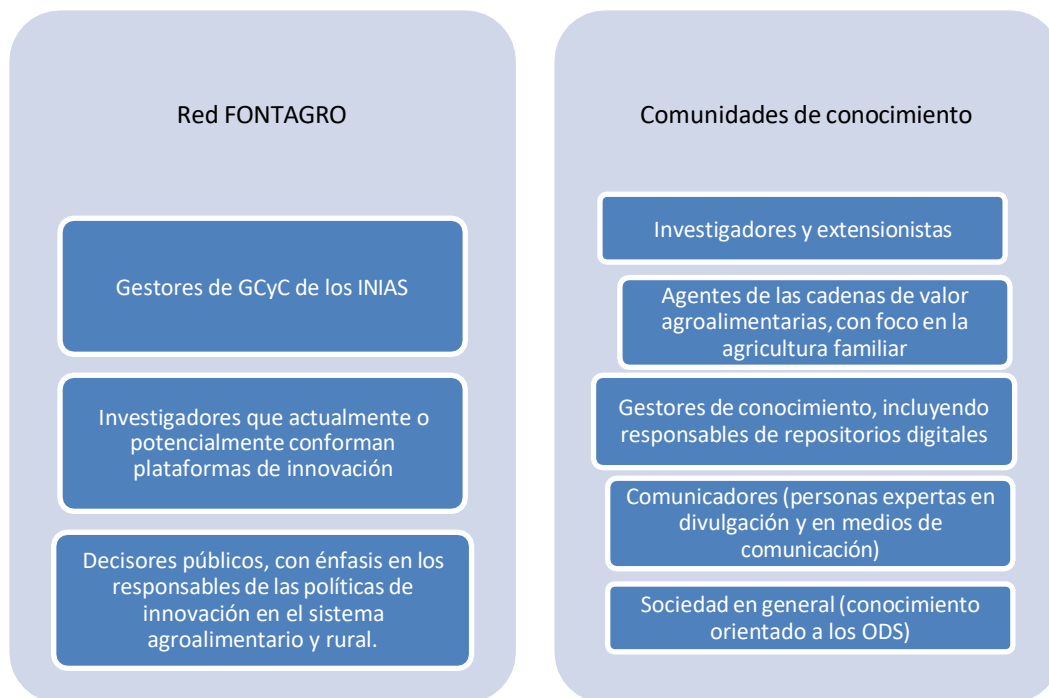 Red FONTAGRO
Gestores de GCyC de los INIAS
Investigadores que actualmente o
potencialmente conforman
plataformas de innovación
Decisores públicos, con énfasis en los
responsables de las políticas de
innovación en el sistema
agroalimentario y rural.
Comunidades de conocimiento
Investigadores y extensionistas
Agentes de las cadenas de valor
agroalimentarias, con foco en la
agricultura familiar
Gestores de conocimiento, incluyendo
responsables de repositorios digitales
Comunicadores (personas expertas en
divulgación y en medios de
comunicación)
Sociedad en general (conocimiento
orientado a los ODS)